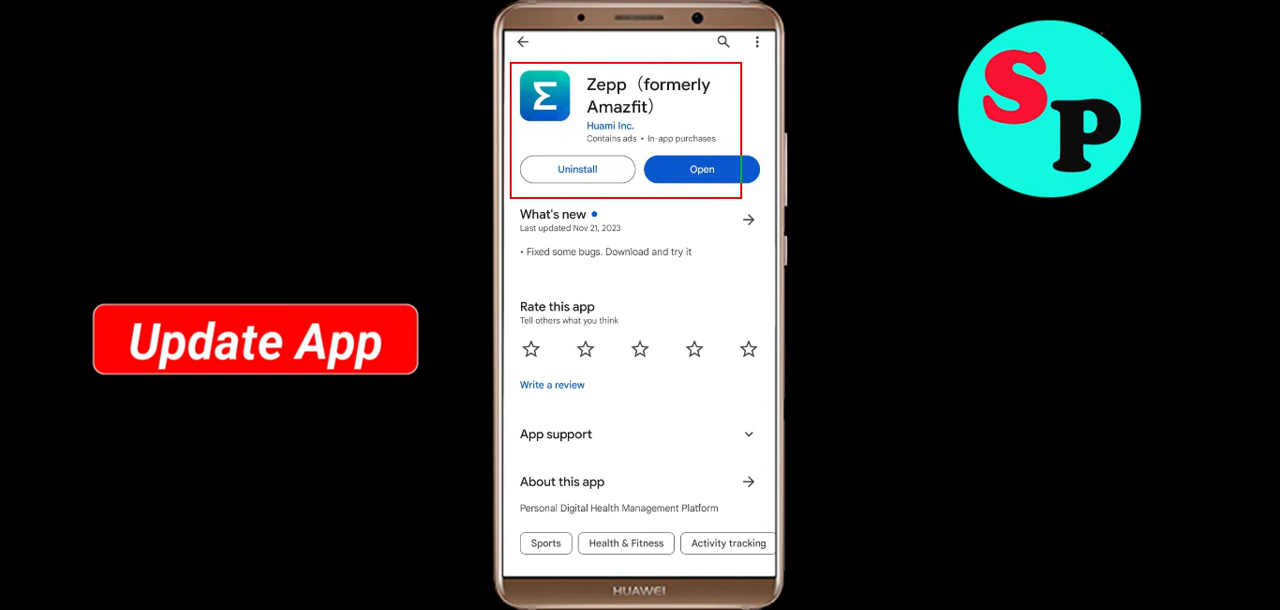 Zepp（formerly
Amazfit）
Huami Inc.
Contains ads • In-app purchases
Uninstall
Open
What's new
Last updated Nov 21, 2023
• Fixed some bugs. Download and try it
Rate this app
Tell others what you think
Write a review
App support
About this app
Personal Digital Health Management Platform
Sports
Health & Fitness
Activity tracking
HUAWEI
Update App
SP